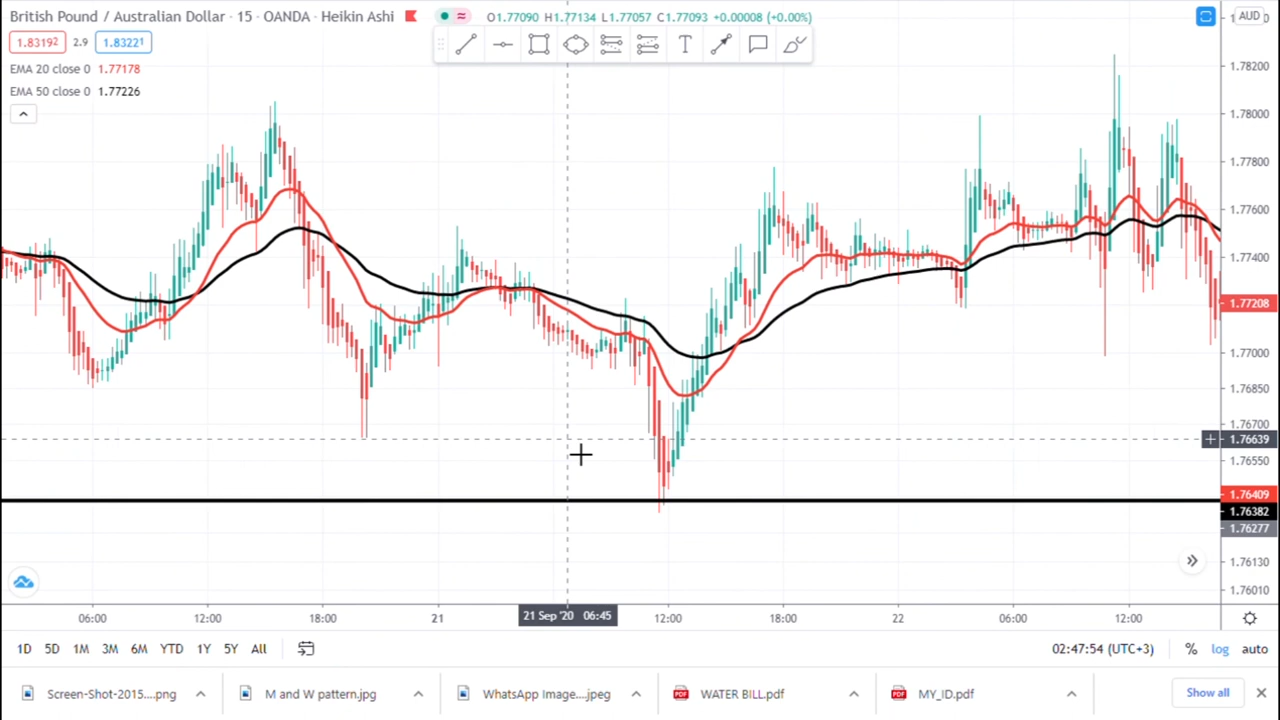 British Pound / Australian Dollar · 15 · OANDA · Heikin Ashi
O1.77090 H1.77134 L1.77057 C1.77093 +0.00008 (+0.00%)
AUD
1.83192 2.9 1.83221
EMA 20 close 0 1.77178
EMA 50 close 0 1.77226
T
1.78200
1.78000
1.77800
1.77600
1.77400
1.77208
1.77000
1.76850
1.76700
1.76639
1.76550
1.76409
1.76382
1.76277
1.76130
1.76010
06:00 12:00 18:00 21 21 Sep '20 06:45 12:00 18:00 22 06:00 12:00
1D 5D 1M 3M 6M YTD 1Y 5Y All 02:47:54 (UTC+3) % log auto
Screen-Shot-2015....png M and W pattern.jpg WhatsApp Image....jpeg WATER BILL.pdf MY_ID.pdf Show all
PDF PDF